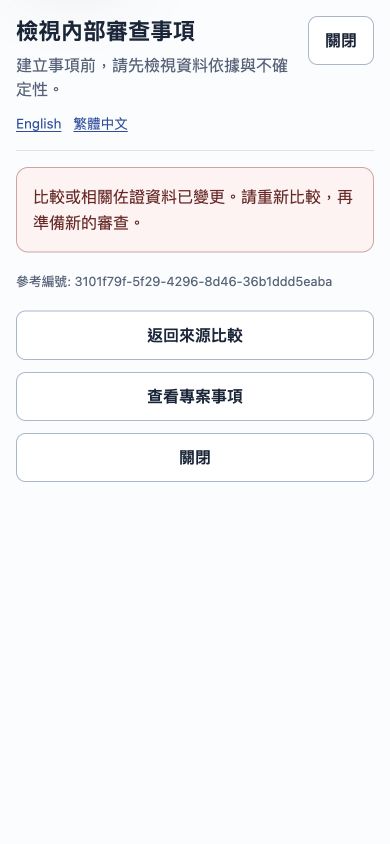 檢視內部審查事項
關閉
建立事項前，請先檢視資料依據與不確
定性。
English 繁體中文
比較或相關佐證資料已變更。請重新比較，再
準備新的審查。
參考編號: 3101f79f-5f29-4296-8d46-36b1ddd5eaba
返回來源比較
查看專案事項
關閉